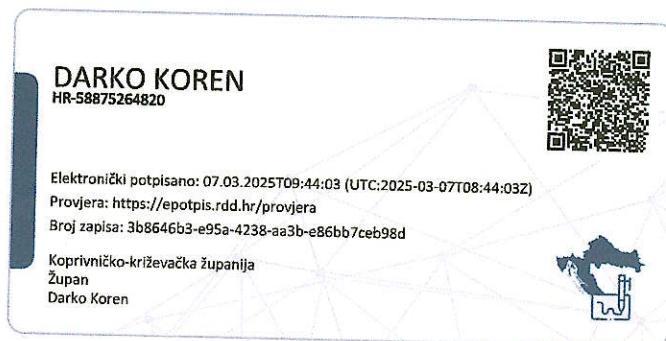 DARKO KOREN
HR-58875264820
Elektronički potpisano: 07.03.2025T09:44:03 (UTC:2025-03-07T08:44:03Z)
Provjera: https://epotpis.rdd.hr/provjera
Broj zapisa: 3b8646b3-e95a-4238-aa3b-e86bb7ceb98d
Koprivničko-križevačka županija
Župan
Darko Koren